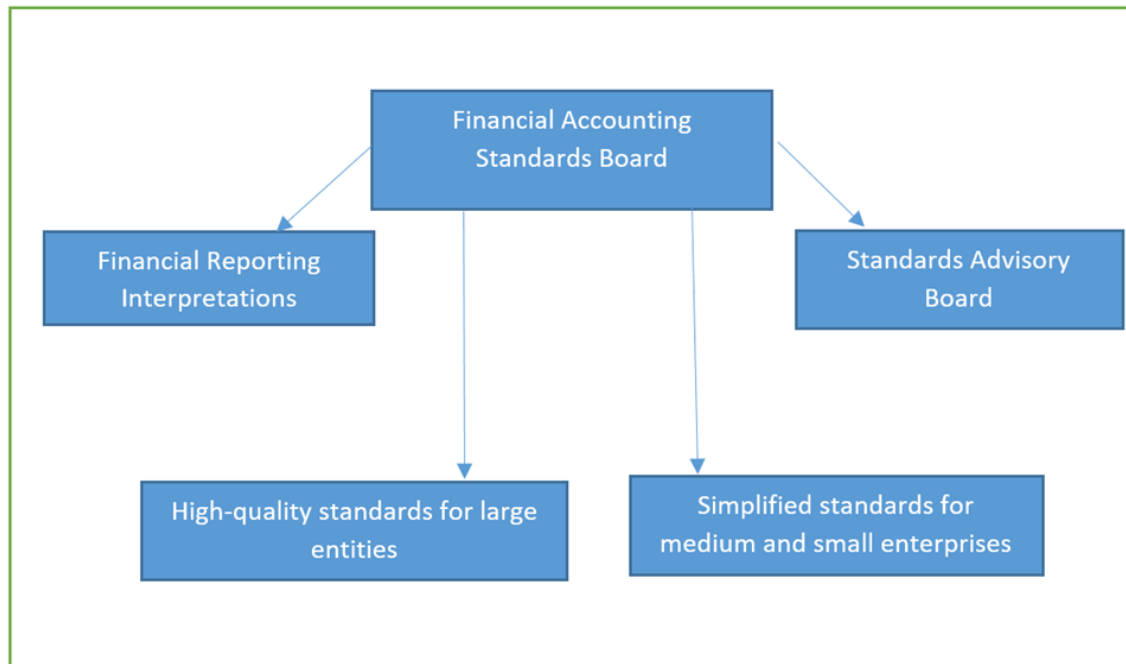 Financial Accounting
Standards Board
Financial Reporting
Interpretations
Standards Advisory
Board
High-quality standards for large
entities
Simplified standards for
medium and small enterprises